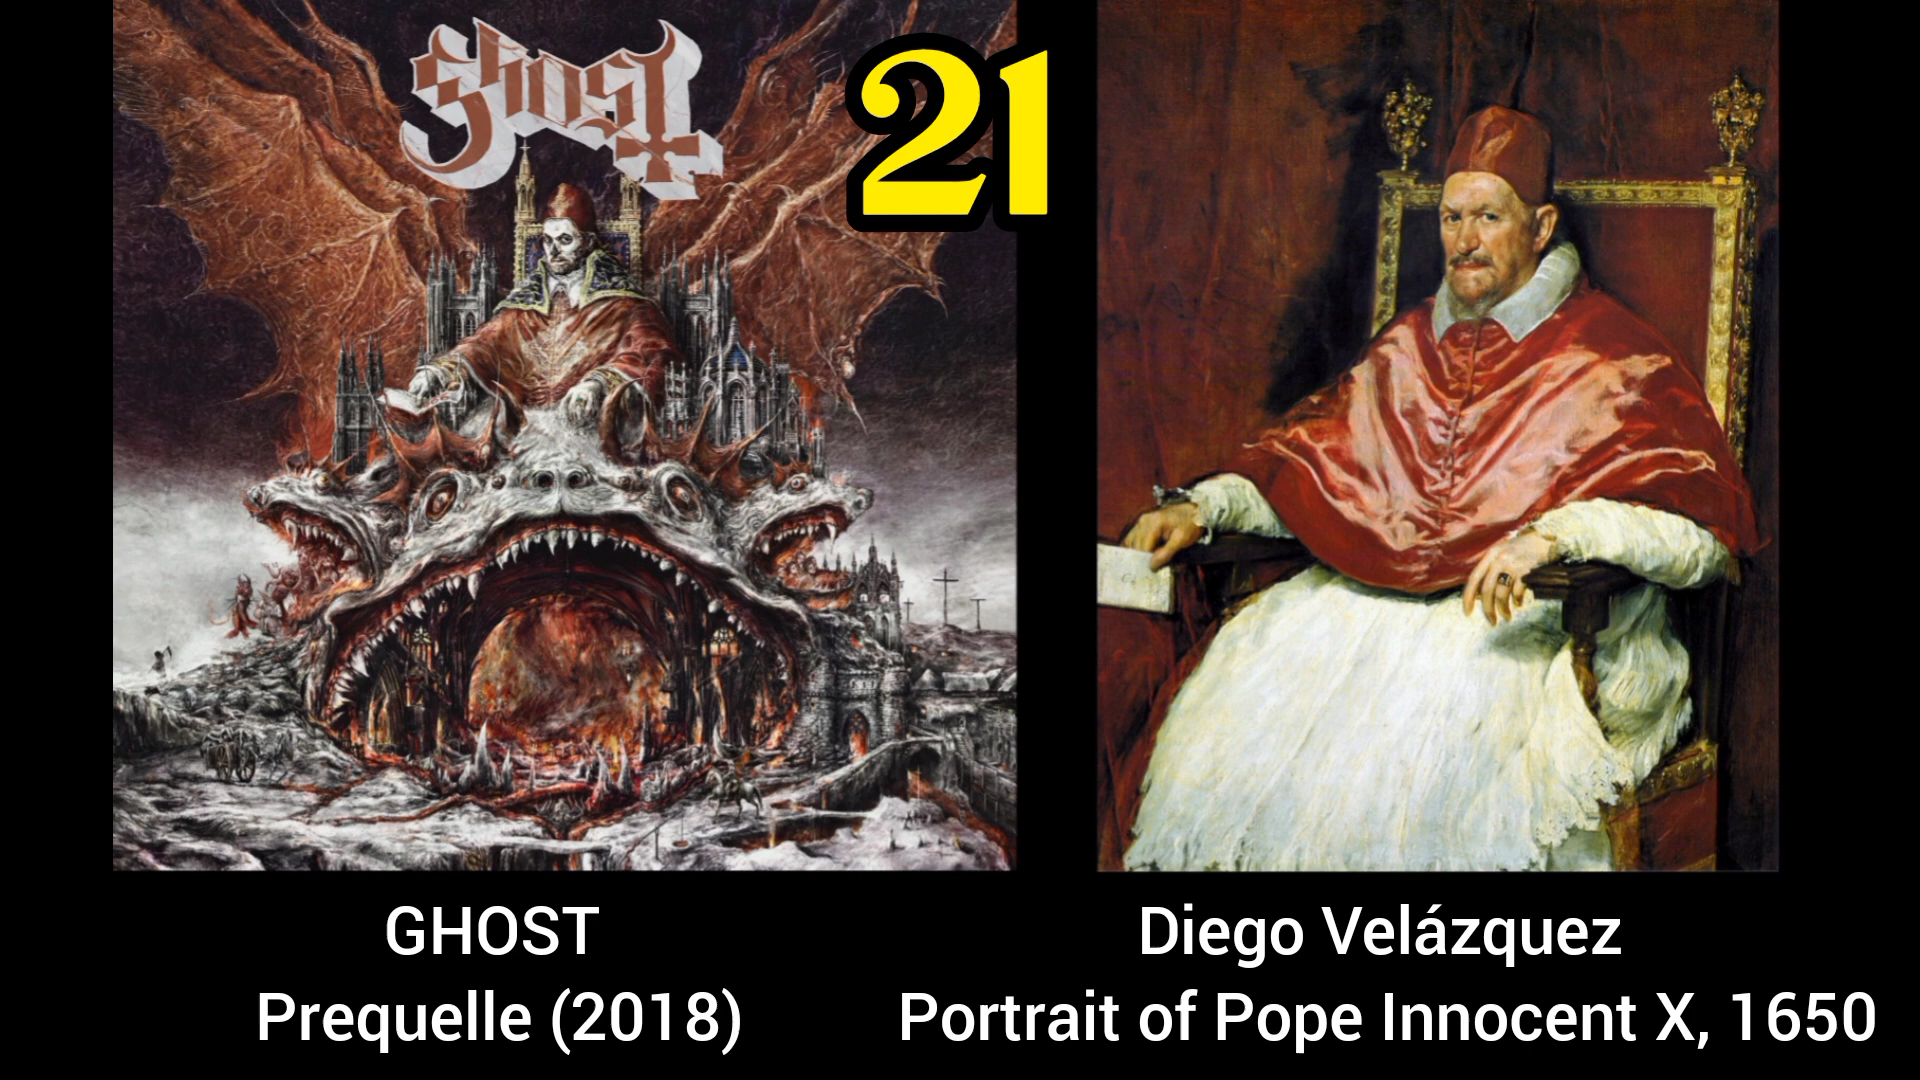 Ghost
21
GHOST
Prequelle (2018)
Diego Velázquez
Portrait of Pope Innocent X, 1650